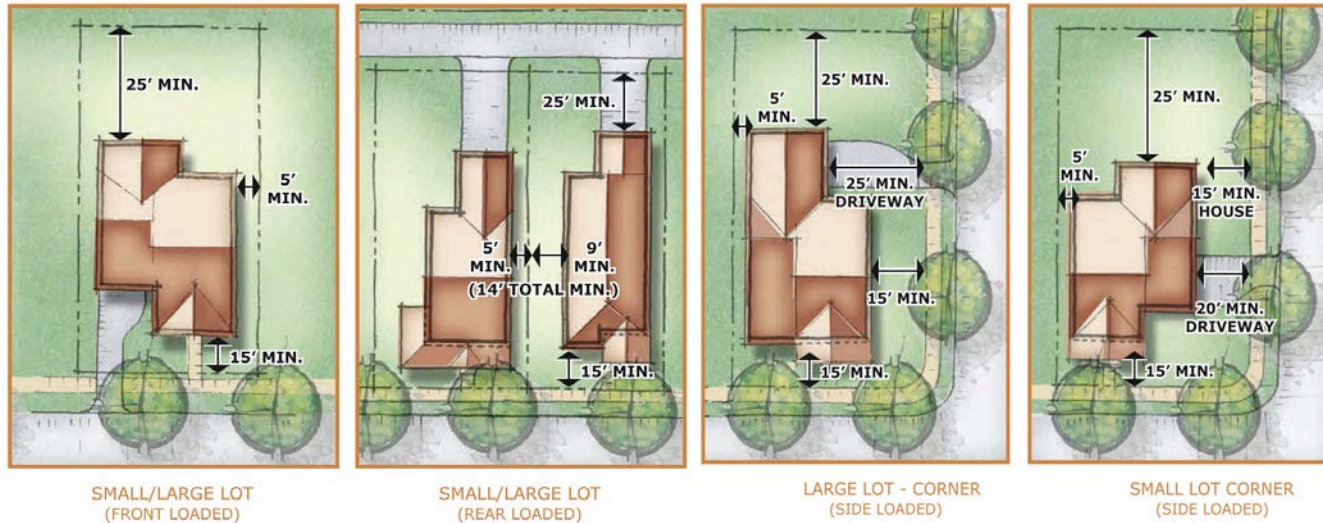 25' MIN.
5'
MIN.
15' MIN.
SMALL/LARGE LOT
(FRONT LOADED)
25' MIN.
5'
MIN.
9'
MIN.
(14' TOTAL MIN.)
15' MIN.
SMALL/LARGE LOT
(REAR LOADED)
25' MIN.
5'
MIN.
25' MIN.
DRIVEWAY
15' MIN.
15' MIN.
LARGE LOT - CORNER
(SIDE LOADED)
25' MIN.
5'
MIN.
15' MIN.
HOUSE
20' MIN.
DRIVEWAY
15' MIN.
SMALL LOT CORNER
(SIDE LOADED)